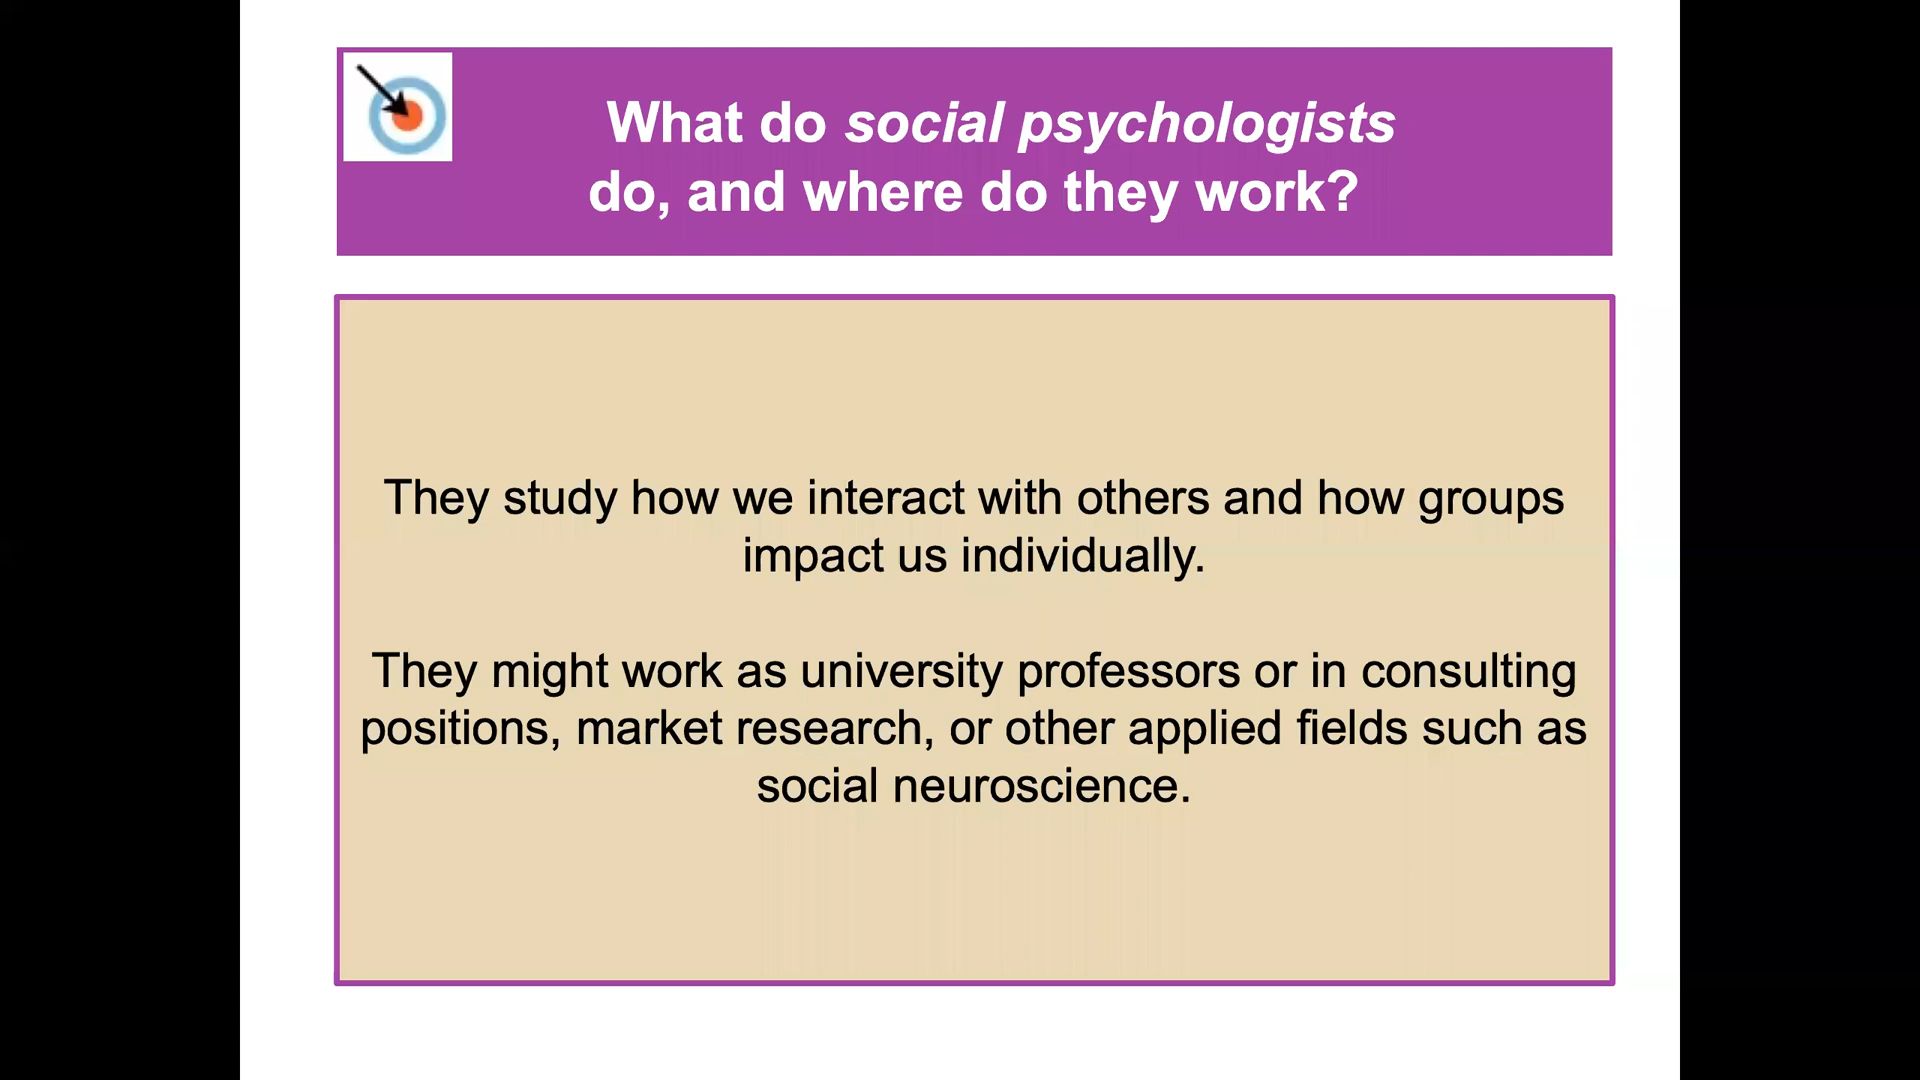 What do social psychologists
do, and where do they work?
They study how we interact with others and how groups
impact us individually.
They might work as university professors or in consulting
positions, market research, or other applied fields such as
social neuroscience.